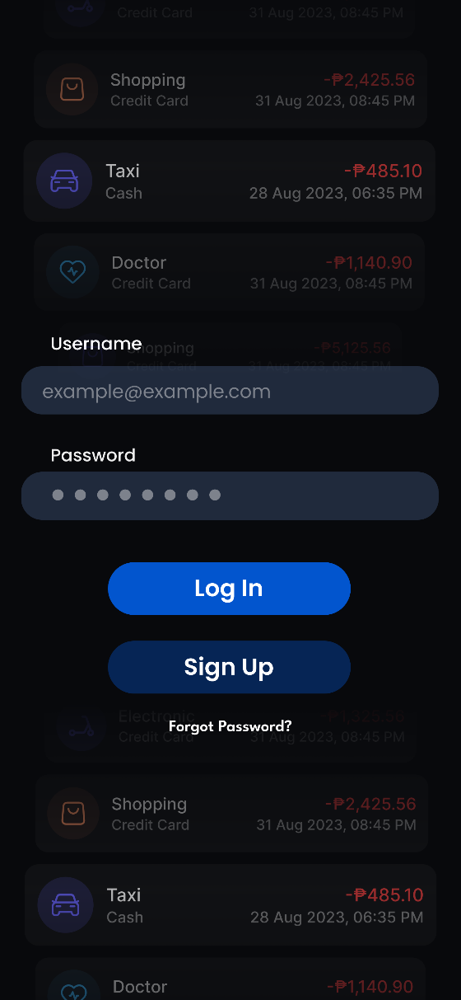 Credit Card 31 Aug 2023, 08:45 PM
Shopping -₱2,425.56
Credit Card 31 Aug 2023, 08:45 PM
Taxi -₱485.10
Cash 28 Aug 2023, 06:35 PM
Doctor -₱1,140.90
Credit Card 31 Aug 2023, 08:45 PM
Username
Shopping -₱5,125.56
Credit Card 31 Aug 2023, 08:45 PM
example@example.com
Password
Log In
Sign Up
Electronic -₱1,325.56
Forgot Password?
Credit Card 31 Aug 2023, 08:45 PM
Shopping -₱2,425.56
Credit Card 31 Aug 2023, 08:45 PM
Taxi -₱485.10
Cash 28 Aug 2023, 06:35 PM
Doctor -₱1,140.90